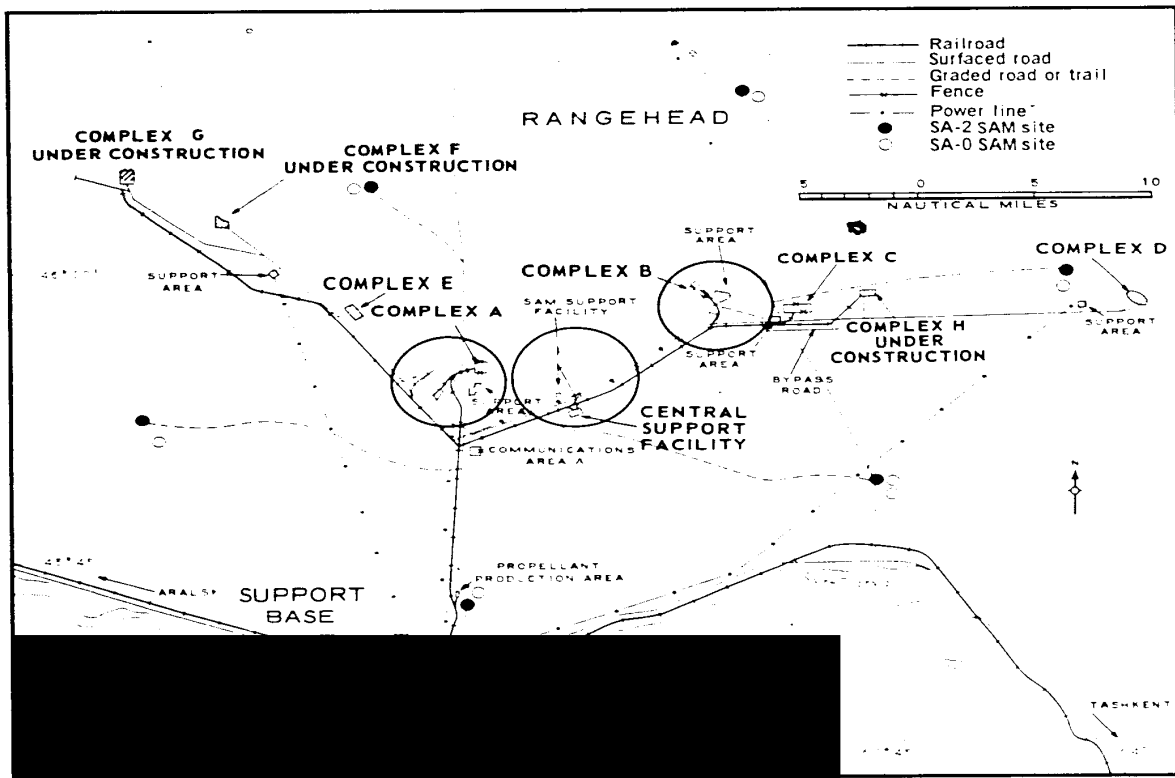 Railroad
Surfaced road
Graded road or trail
Fence
Power line
SA-2 SAM site
SA-0 SAM site
5 0 5 10
NAUTICAL MILES
RANGEHEAD
COMPLEX G
UNDER CONSTRUCTION
COMPLEX F
UNDER CONSTRUCTION
SUPPORT
AREA
COMPLEX E
COMPLEX A
SUPPORT
AREA
SAM SUPPORT
FACILITY
COMPLEX B
SUPPORT
AREA
COMPLEX C
COMPLEX D
SUPPORT
AREA
SUPPORT
AREA
COMPLEX H
UNDER
CONSTRUCTION
BYPASS
ROAD
CENTRAL
SUPPORT
FACILITY
COMMUNICATIONS
AREA A
N
PROPELLANT
PRODUCTION AREA
SUPPORT
BASE
TASHKENT